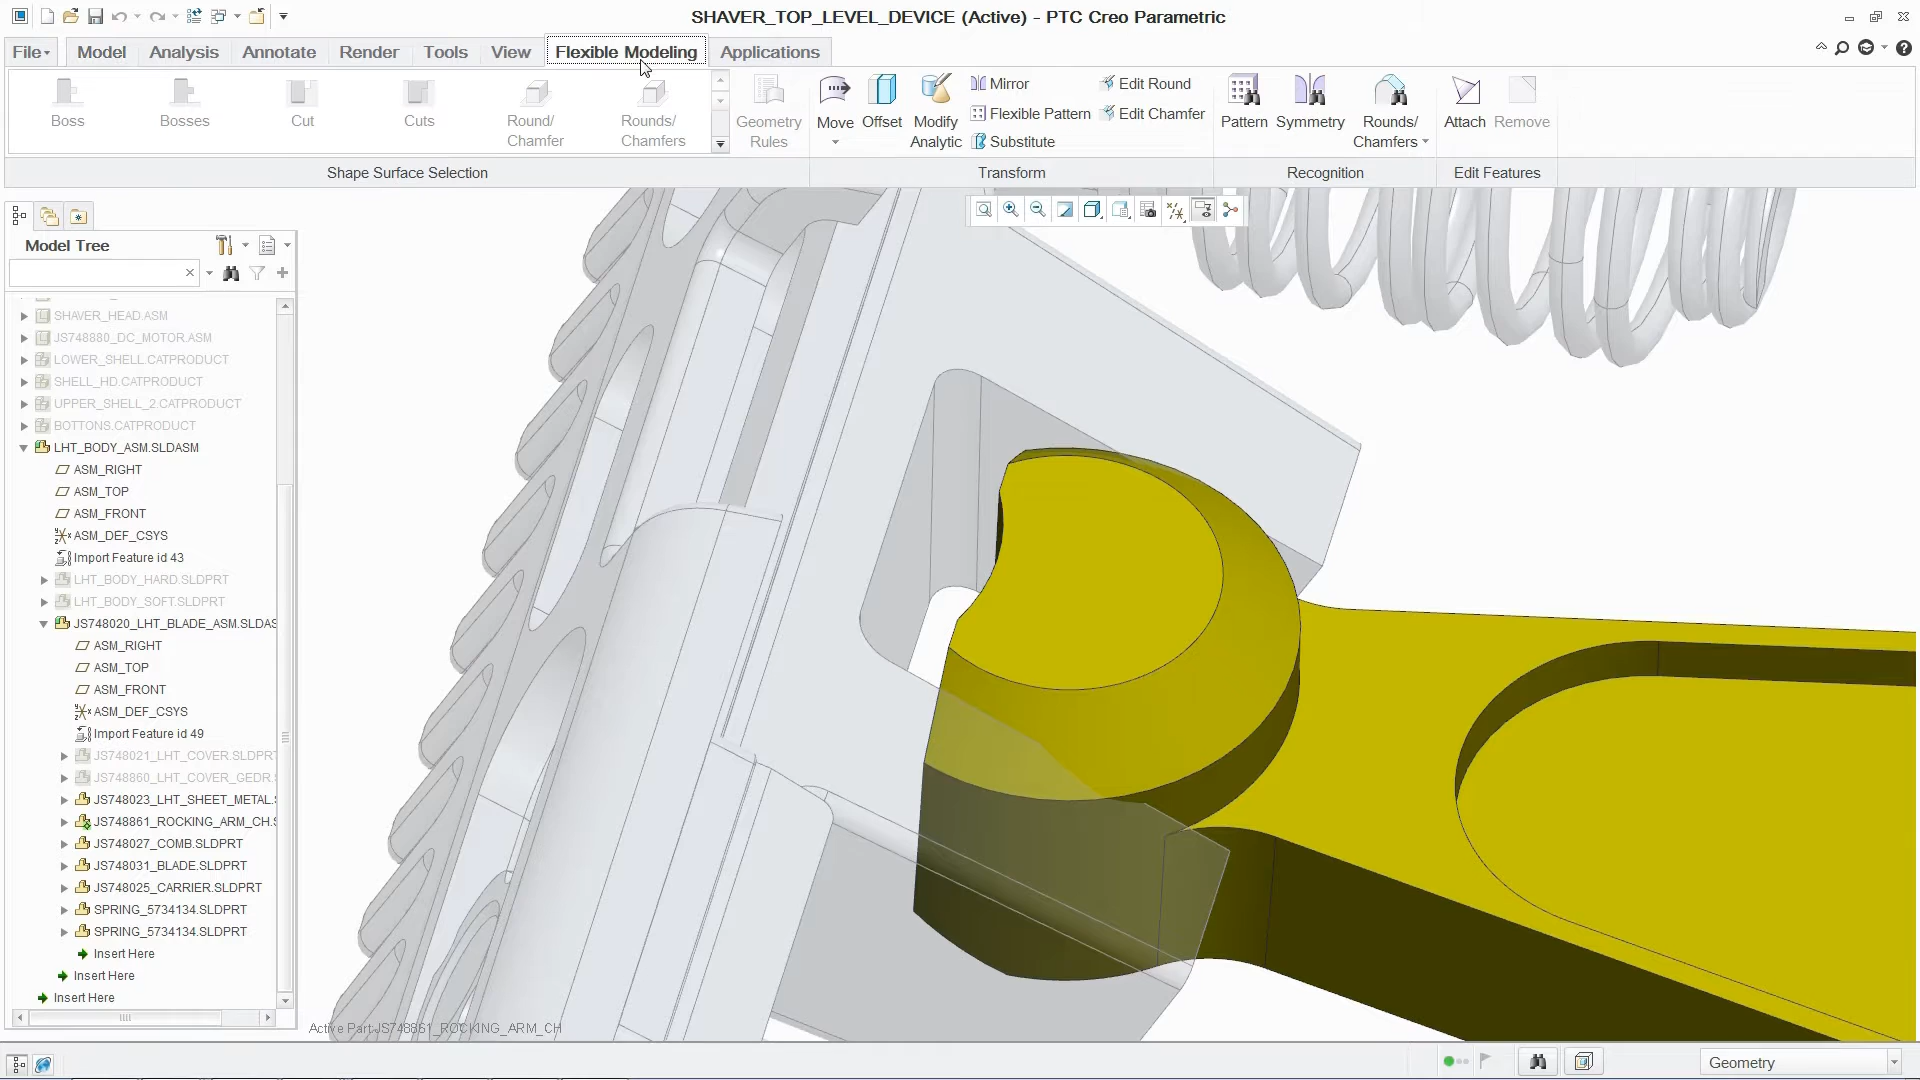 SHAVER_TOP_LEVEL_DEVICE (Active) - PTC Creo Parametric
File Model Analysis Annotate Render Tools View Flexible Modeling Applications
Boss Bosses Cut Cuts Round/ Chamfer Rounds/ Chamfers Geometry Rules
Move Offset Modify Analytic
Mirror
Flexible Pattern
Substitute
Edit Round
Edit Chamfer
Pattern Symmetry Rounds/ Chamfers
Attach Remove
Shape Surface Selection Transform Recognition Edit Features
Model Tree
SHAVER_HEAD.ASM
JS748880_DC_MOTOR.ASM
LOWER_SHELL.CATPRODUCT
SHELL_HD.CATPRODUCT
UPPER_SHELL_2.CATPRODUCT
BOTTONS.CATPRODUCT
LHT_BODY_ASM.SLDASM
ASM_RIGHT
ASM_TOP
ASM_FRONT
ASM_DEF_CSYS
Import Feature id 43
LHT_BODY_HARD.SLDPRT
LHT_BODY_SOFT.SLDPRT
JS748020_LHT_BLADE_ASM.SLDAS
ASM_RIGHT
ASM_TOP
ASM_FRONT
ASM_DEF_CSYS
Import Feature id 49
JS748021_LHT_COVER.SLDPRT
JS748860_LHT_COVER_GEDR.S
JS748023_LHT_SHEET_METAL.S
JS748861_ROCKING_ARM_CH.S
JS748027_COMB.SLDPRT
JS748031_BLADE.SLDPRT
JS748025_CARRIER.SLDPRT
SPRING_5734134.SLDPRT
SPRING_5734134.SLDPRT
Insert Here
Insert Here
Insert Here
Active Part:JS748861_ROCKING_ARM_CH
Geometry